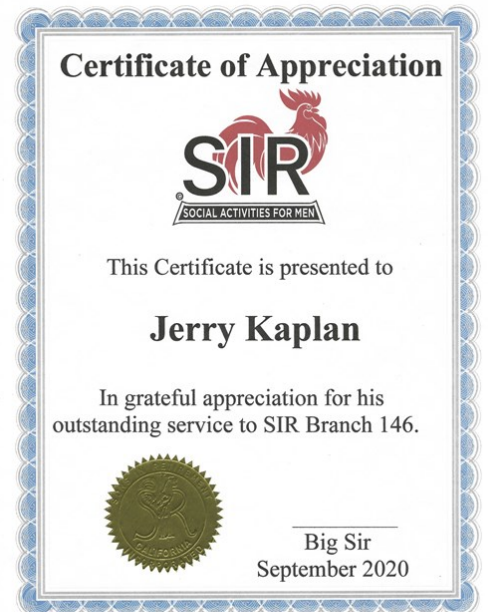 Certificate of Appreciation
SIR
®
SOCIAL ACTIVITIES FOR MEN
This Certificate is presented to
Jerry Kaplan
In grateful appreciation for his
outstanding service to SIR Branch 146.
CALIFORNIA
Big Sir
September 2020